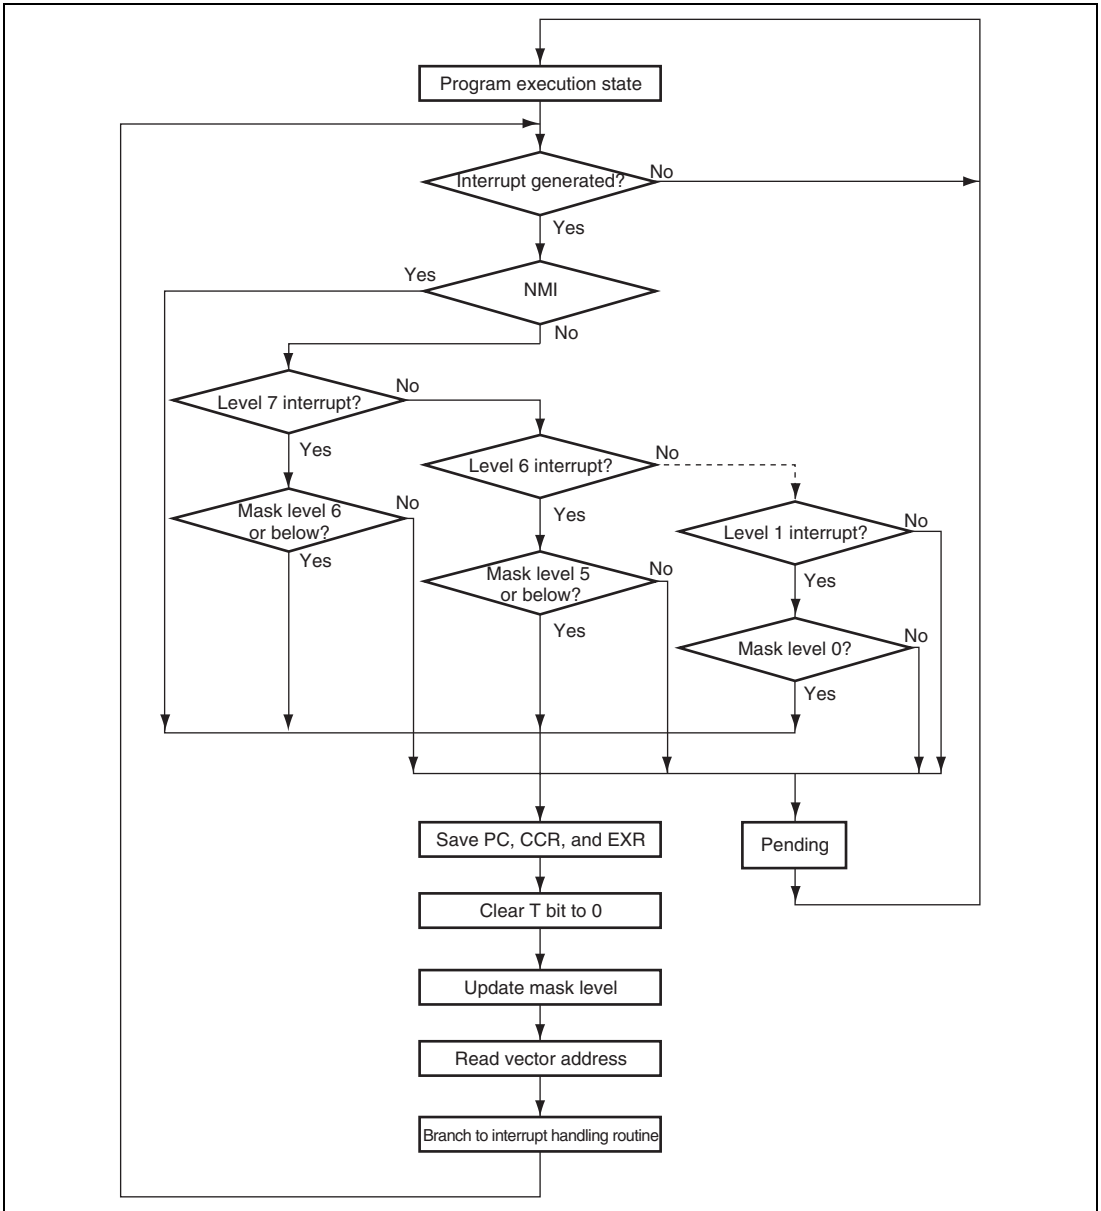 Program execution state
Interrupt generated?
No
Yes
Yes
NMI
No
Level 7 interrupt?
No
Yes
Level 6 interrupt?
No
Mask level 6
or below?
No
Yes
Yes
Level 1 interrupt?
No
Mask level 5
or below?
No
Yes
Yes
Mask level 0?
No
Yes
Save PC, CCR, and EXR
Pending
Clear T bit to 0
Update mask level
Read vector address
Branch to interrupt handling routine